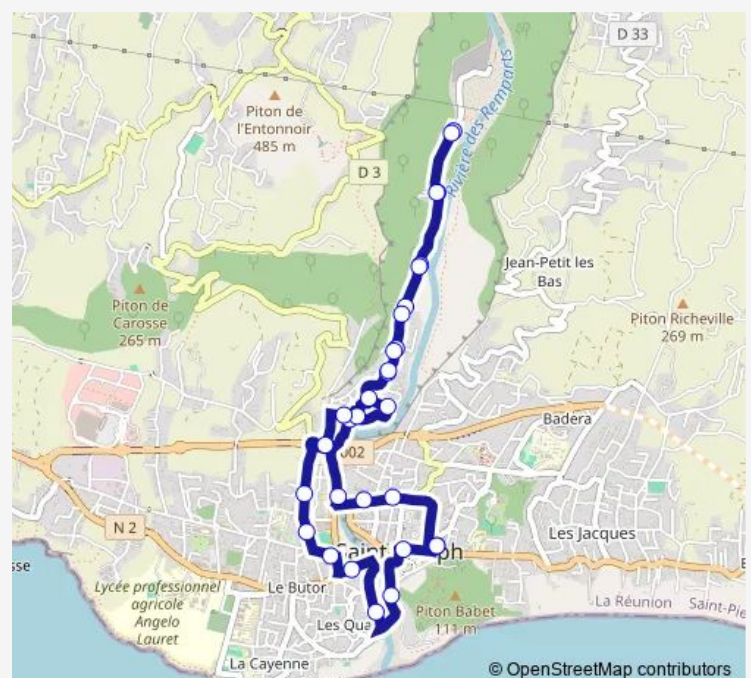 D 33
Piton de
l'Entonnoir
485 m
Rivière des Remparts
D 3
Jean-Petit les
Bas
Piton de
Carosse
265 m
Piton Richeville
269 m
Badera
002
N 2
Les Jacques
Saint
ph
sse
Lycée professionnel
agricole
Angelo
Lauret
Le Butor
Piton Babet
111 m
La Réunion
Saint-Pie
Les Qua
La Cayenne
© OpenStreetMap contributors